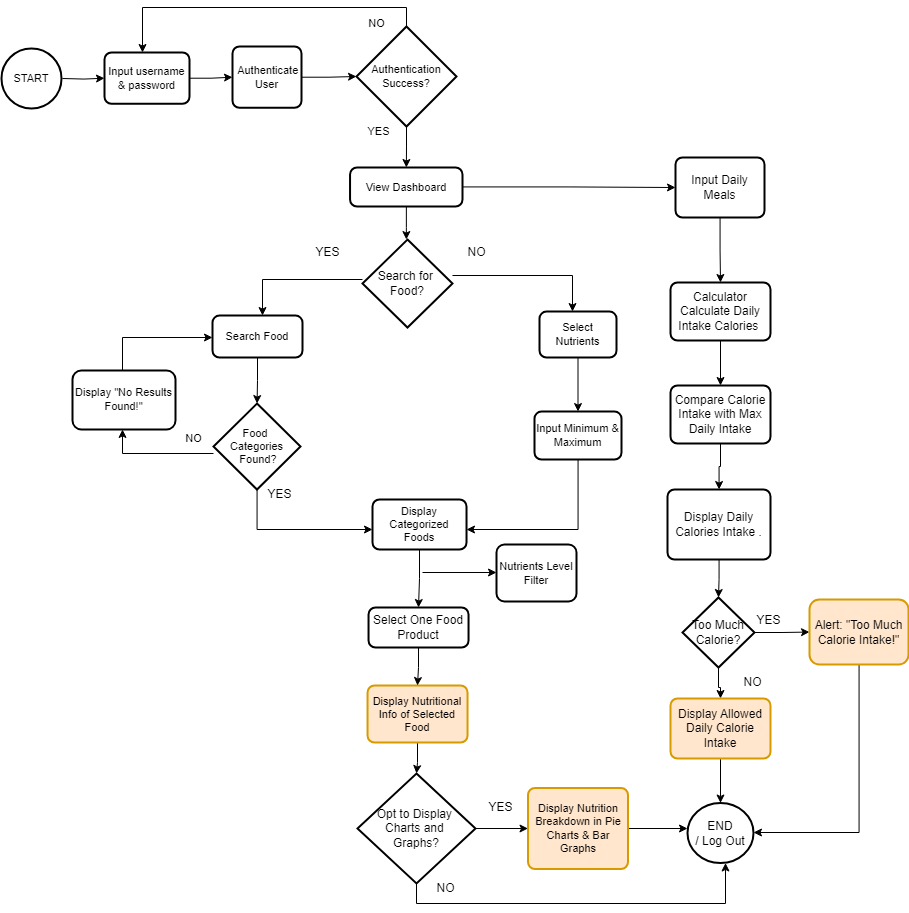 NO
START
Input username
& password
Authenticate
User
Authentication
Success?
YES
View Dashboard
Input Daily
Meals
YES
NO
Search for
Food?
Calculator
Calculate Daily
Intake Calories
Search Food
Select
Nutrients
Display "No Results
Found!"
Compare Calorie
Intake with Max
Daily Intake
NO
Food
Categories
Found?
Input Minimum &
Maximum
YES
Display
Categorized
Foods
Display Daily
Calories Intake .
Nutrients Level
Filter
Select One Food
Product
Too Much
Calorie?
YES
Alert: "Too Much
Calorie Intake!"
NO
Display Nutritional
Info of Selected
Food
Display Allowed
Daily Calorie
Intake
Opt to Display
Charts and
Graphs?
YES
Display Nutrition
Breakdown in Pie
Charts & Bar
Graphs
END
/ Log Out
NO